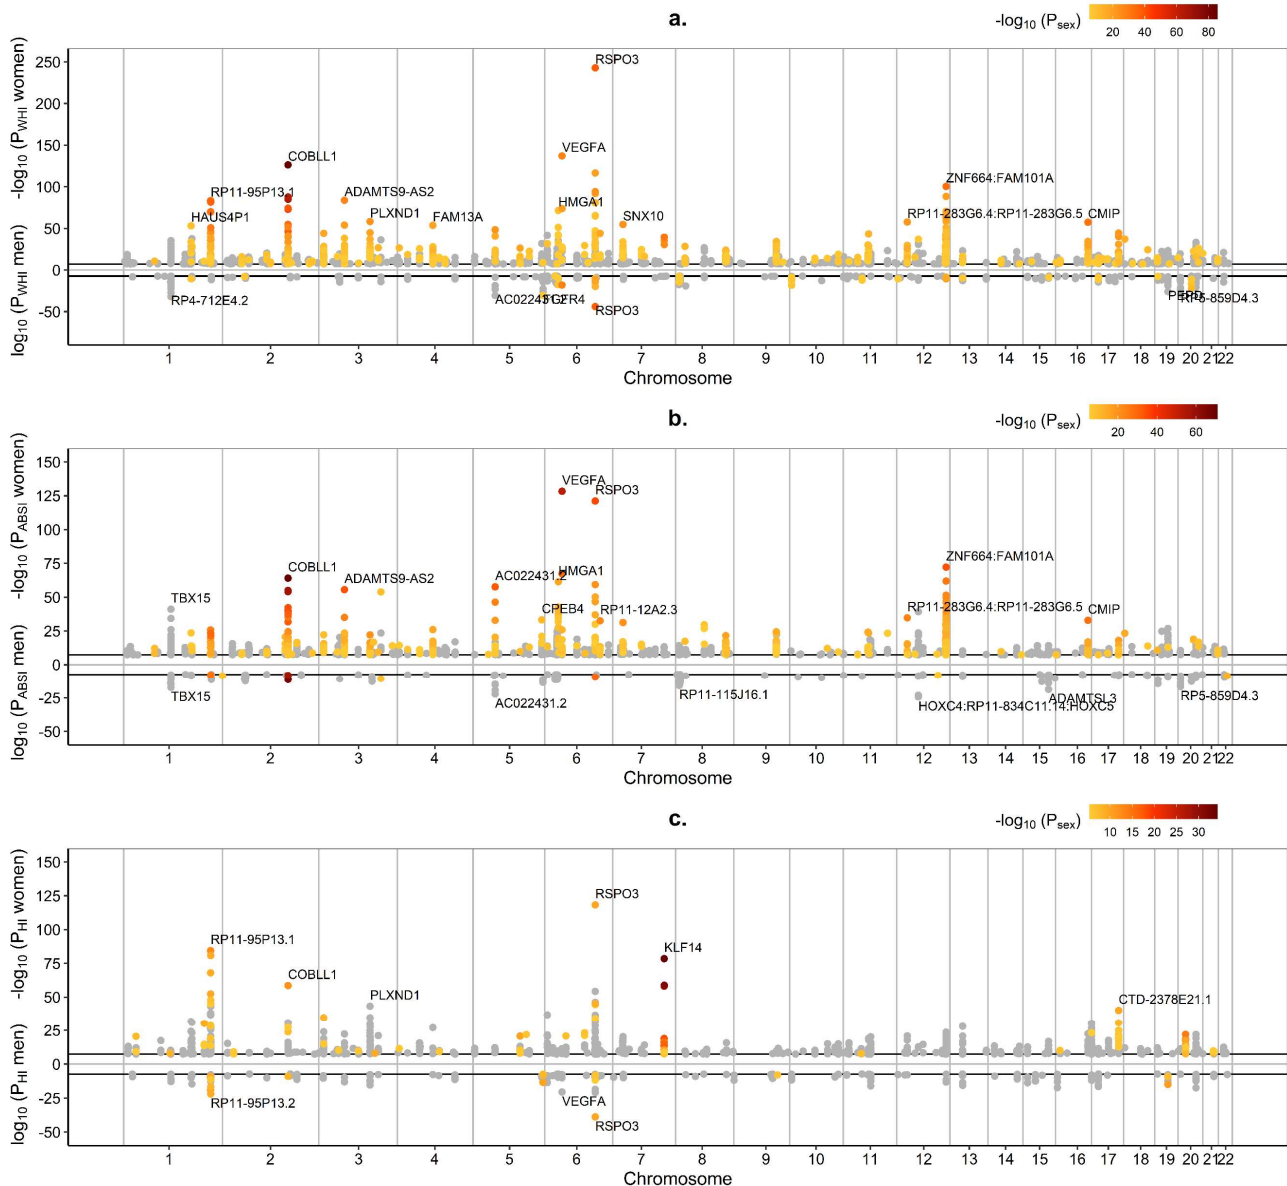 a.
-log10 (Psex)
20 40 60 80
-log10 (PWHI women)
log10 (PWHI men)
250
200
150
100
50
0
-50
RSPO3
VEGFA
COBLL1
ZNF664:FAM101A
RP11-95P13.1
ADAMTS9-AS2
HMGA1
PLXND1
HAUS4P1
FAM13A
SNX10
RP11-283G6.4:RP11-283G6.5
CMIP
RP4-712E4.2
AC022431.2
FGFR4
RSPO3
PEPD
RP5-859D4.3
1 2 3 4 5 6 7 8 9 10 11 12 13 14 15 16 17 18 19 20 21 22
Chromosome
b.
-log10 (Psex)
20 40 60
-log10 (PABSI women)
log10 (PABSI men)
150
125
100
75
50
25
0
-25
-50
VEGFA
RSPO3
ZNF664:FAM101A
COBLL1
ADAMTS9-AS2
AC022431.2
HMGA1
TBX15
CPEB4
RP11-12A2.3
RP11-283G6.4:RP11-283G6.5
CMIP
TBX15
AC022431.2
RP11-115J16.1
HOXC4:RP11-834C11.14:HOXC5
ADAMTSL3
RP5-859D4.3
1 2 3 4 5 6 7 8 9 10 11 12 13 14 15 16 17 18 19 20 21 22
Chromosome
c.
-log10 (Psex)
10 15 20 25 30
-log10 (PHI women)
log10 (PHI men)
150
125
100
75
50
25
0
-25
-50
RSPO3
RP11-95P13.1
KLF14
COBLL1
PLXND1
CTD-2378E21.1
RP11-95P13.2
VEGFA
RSPO3
1 2 3 4 5 6 7 8 9 10 11 12 13 14 15 16 17 18 19 20 21 22
Chromosome